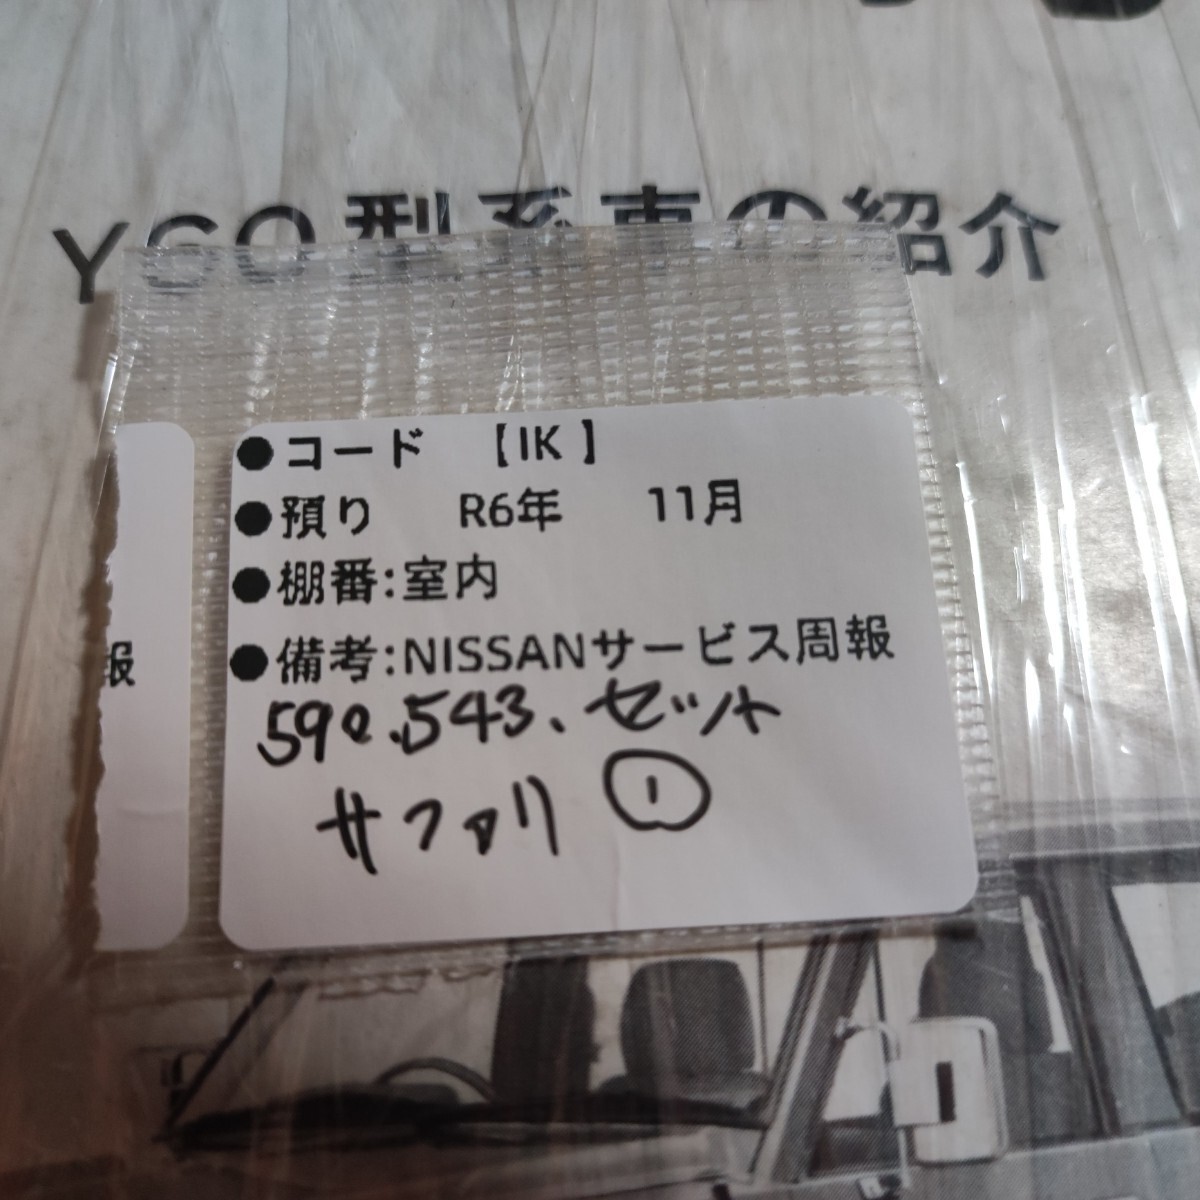 Y60型系車の紹介
●コード 【IK】
●預り R6年 11月
●棚番:室内
●備考:NISSANサービス周報
590.543.セット
サファリ ①
報